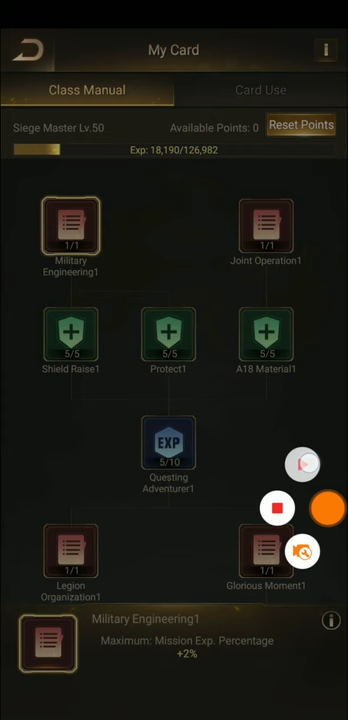 My Card
i
Class Manual
Card Use
Siege Master Lv.50
Available Points: 0
Reset Points
Exp: 18,190/126,982
1/1
1/1
Military
Engineering1
Joint Operation1
5/5
5/5
5/5
Shield Raise1
Protect1
A18 Material1
EXP
5/10
Questing
Adventurer1
1/1
1/1
Legion
Organization1
Glorious Moment1
Military Engineering1
i
Maximum: Mission Exp. Percentage
+2%